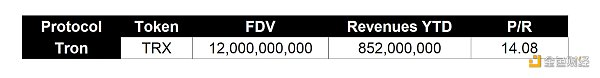 Protocol Token FDV Revenues YTD P/R
Tron TRX 12,000,000,000 852,000,000 14.08
金色财经